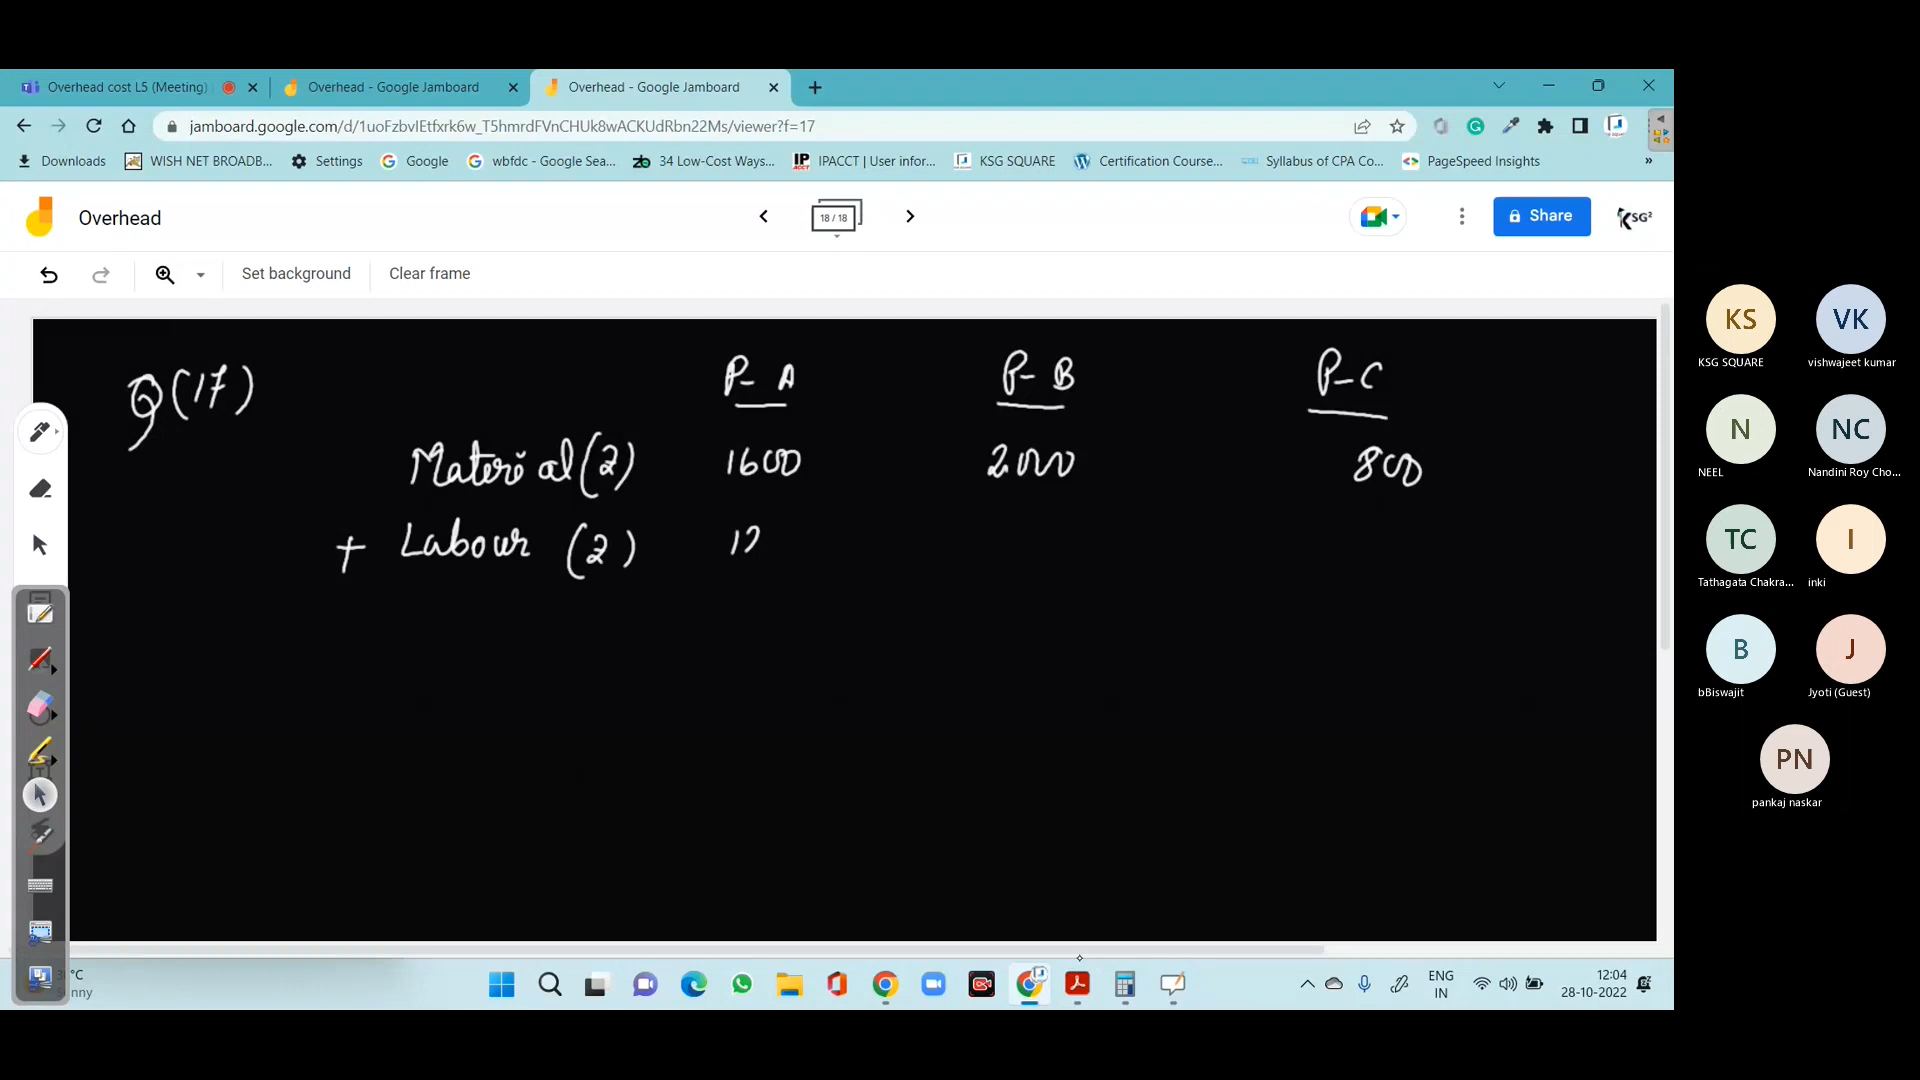 Overhead cost L5 (Meeting)
Overhead - Google Jamboard
Overhead - Google Jamboard
jamboard.google.com/d/1uoFzbvIEtfxrk6w_T5hmrdFVnCHUk8wACKUdRbn22Ms/viewer?f=17
Downloads
WISH NET BROADB...
Settings
Google
wbfdc - Google Sea...
34 Low-Cost Ways...
IPACCT | User infor...
KSG SQUARE
Certification Course...
Syllabus of CPA Co...
PageSpeed Insights
Overhead
18 / 18
Share
KSG²
Set background
Clear frame
Q(17)
P- A
P- B
P-C
Material (2) 1600 2000 800
+ Labour (2) 12
KS
KSG SQUARE
VK
vishwajeet kumar
N
NEEL
NC
Nandini Roy Cho...
TC
Tathagata Chakra...
I
inki
B
bBiswajit
J
Jyoti (Guest)
PN
pankaj naskar
ENG
IN
12:04
28-10-2022